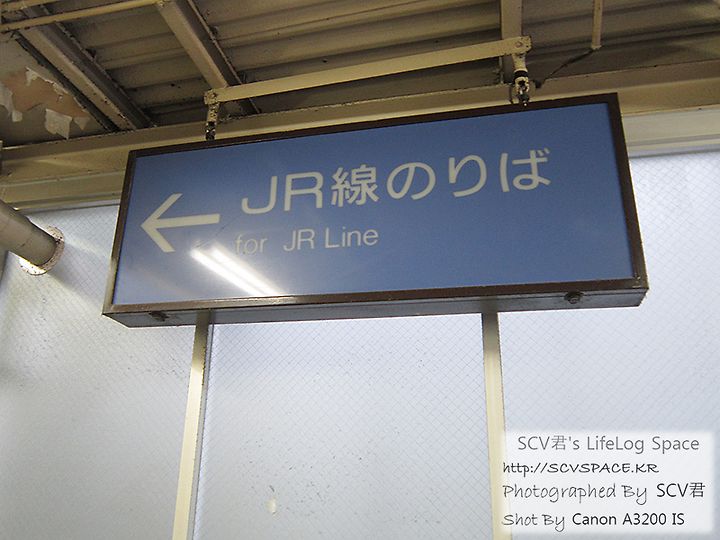 JR線のりば
for JR Line
SCV君's LifeLog Space
http://SCVSPACE.KR
Photographed By SCV君
Shot By Canon A3200 IS